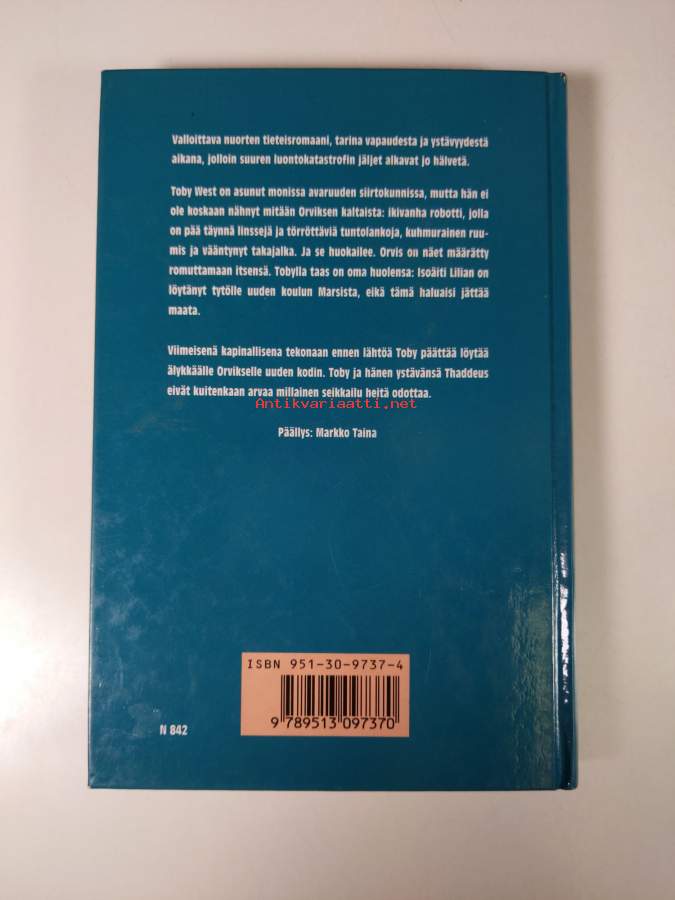 Valloittava nuorten tieteisromaani, tarina vapaudesta ja ystävyydestä
aikana, jolloin suuren luontokatastrofin jäljet alkavat jo hälvetä.
Toby West on asunut monissa avaruuden siirtokunnissa, mutta hän ei
ole koskaan nähnyt mitään Orviksen kaltaista: ikivanha robotti, jolla
on pää täynnä linssejä ja törröttäviä tuntolankoja, kuhmurainen ruu-
mis ja vääntynyt takajalka. Ja se huokailee. Orvis on näet määrätty
romuttamaan itsensä. Tobylla taas on oma huolensa: Isoäiti Lilian on
löytänyt tytölle uuden koulun Marsista, eikä tämä haluaisi jättää
maata.
Viimeisenä kapinallisena tekonaan ennen lähtöä Toby päättää löytää
älykkäälle Orvikselle uuden kodin. Toby ja hänen ystävänsä Thaddeus
eivät kuitenkaan arvaa millainen seikkailu heitä odottaa.
Antikvariaatti.net
Päällys: Markko Taina
ISBN 951-30-9737-4
9 789513 097370
N 842